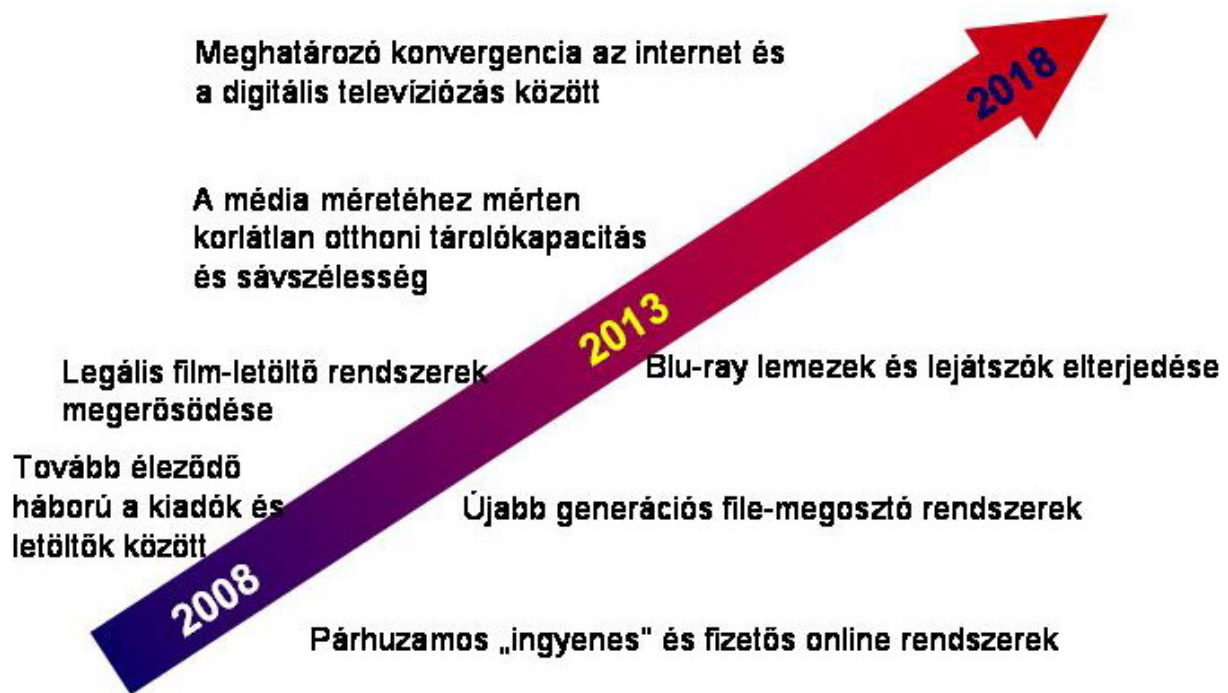 Meghatározó konvergencia az internet és
a digitális televíziózás között
2018
A média méretéhez mérten
korlátlan otthoni tárolókapacitás
és sávszélesség
2013
Legális film-letöltő rendszerek
megerősödése
Blu-ray lemezek és lejátszók elterjedése
Tovább éleződő
háború a kiadók és
letöltők között
Újabb generációs file-megosztó rendszerek
2008
Párhuzamos „ingyenes” és fizetős online rendszerek